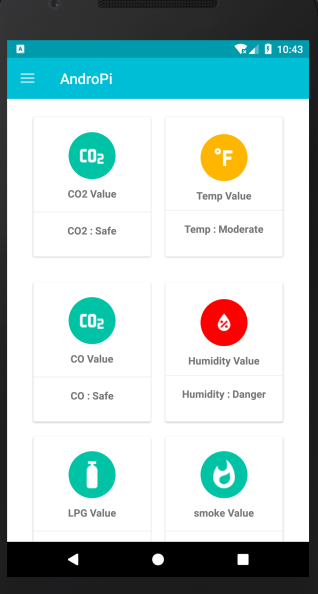 10:43
AndroPi
CO2
°F
CO2 Value
Temp Value
CO2 : Safe
Temp : Moderate
CO2
CO Value
Humidity Value
CO : Safe
Humidity : Danger
LPG Value
smoke Value